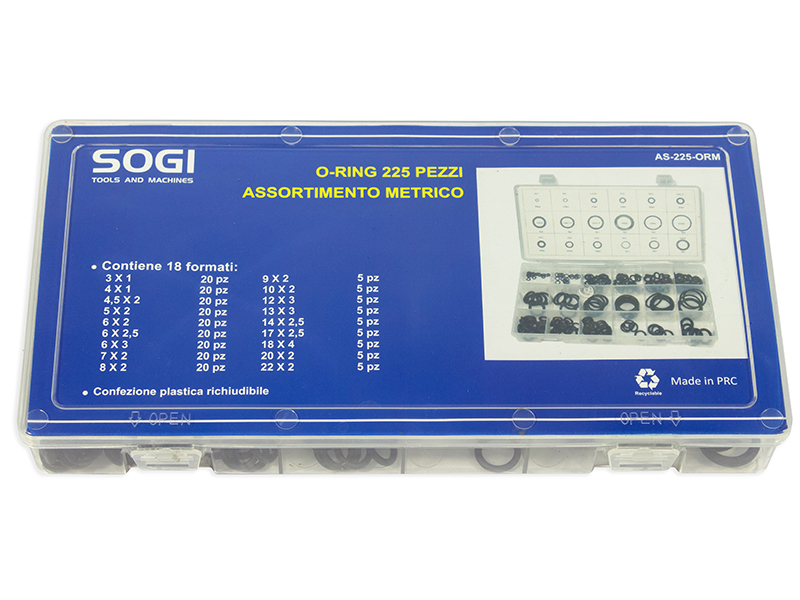 SOGI
TOOLS AND MACHINES
AS-225-ORM
O-RING 225 PEZZI
ASSORTIMENTO METRICO
• Contiene 18 formati:
3 X 1 20 pz 9 X 2 5 pz
4 X 1 20 pz 10 X 2 5 pz
4,5 X 2 20 pz 12 X 3 5 pz
5 X 2 20 pz 13 X 3 5 pz
6 X 2 20 pz 14 X 2,5 5 pz
6 X 2,5 20 pz 17 X 2,5 5 pz
6 X 3 20 pz 18 X 4 5 pz
7 X 2 20 pz 20 X 2 5 pz
8 X 2 20 pz 22 X 2 5 pz
• Confezione plastica richiudibile
Recyclable
Made in PRC
OPEN OPEN